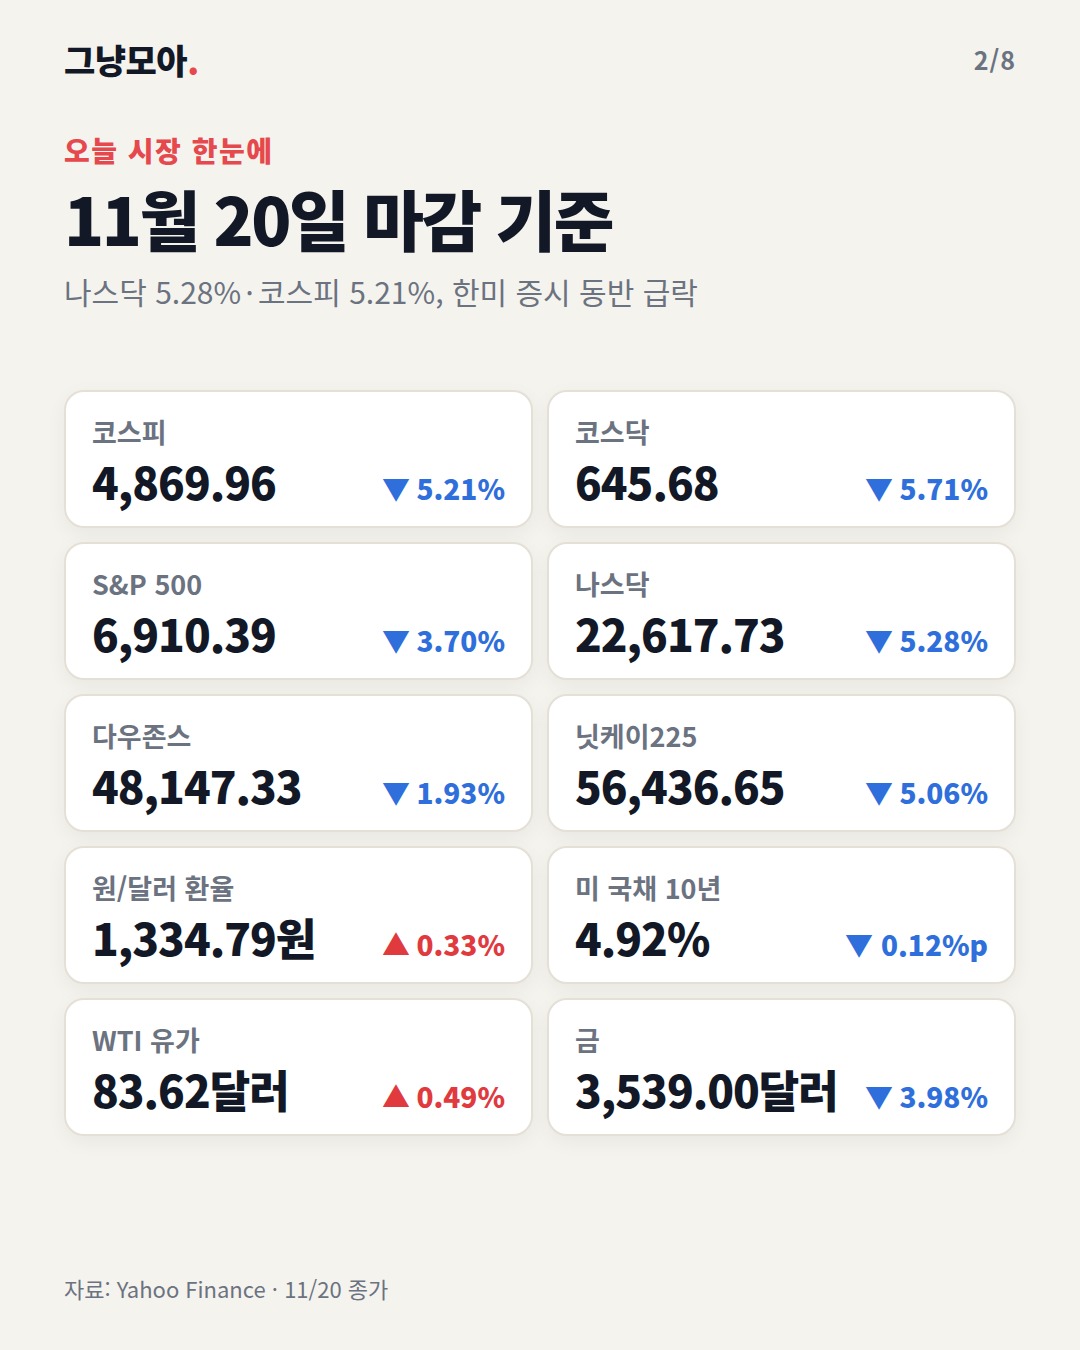 그냥모아.
2/8
오늘 시장 한눈에
11월 20일 마감 기준
나스닥 5.28%·코스피 5.21%, 한미 증시 동반 급락
코스피
4,869.96 ▼ 5.21%
코스닥
645.68 ▼ 5.71%
S&P 500
6,910.39 ▼ 3.70%
나스닥
22,617.73 ▼ 5.28%
다우존스
48,147.33 ▼ 1.93%
닛케이225
56,436.65 ▼ 5.06%
원/달러 환율
1,334.79원 ▲ 0.33%
미 국채 10년
4.92% ▼ 0.12%p
WTI 유가
83.62달러 ▲ 0.49%
금
3,539.00달러 ▼ 3.98%
자료: Yahoo Finance · 11/20 종가